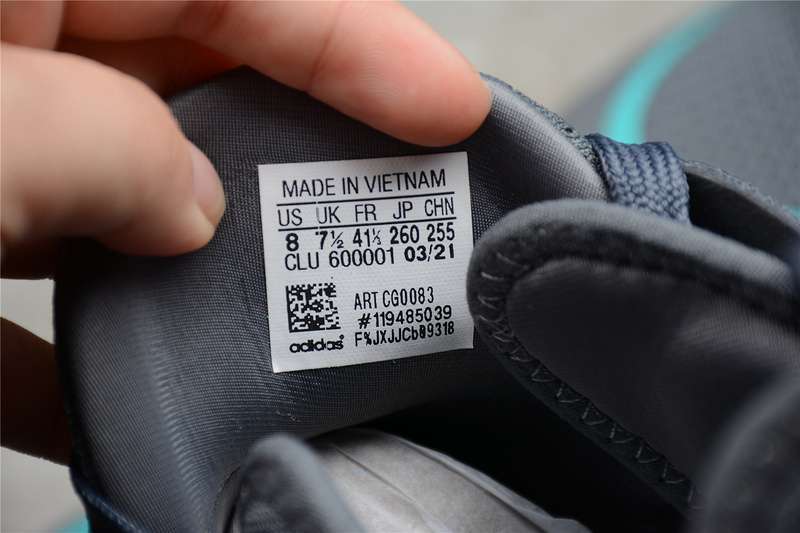 MADE IN VIETNAM
US UK FR JP CHN
8 7½ 41⅓ 260 255
CLU 600001 03/21
ART CG0083
#119485039
F%JXJJCb09318
adidas